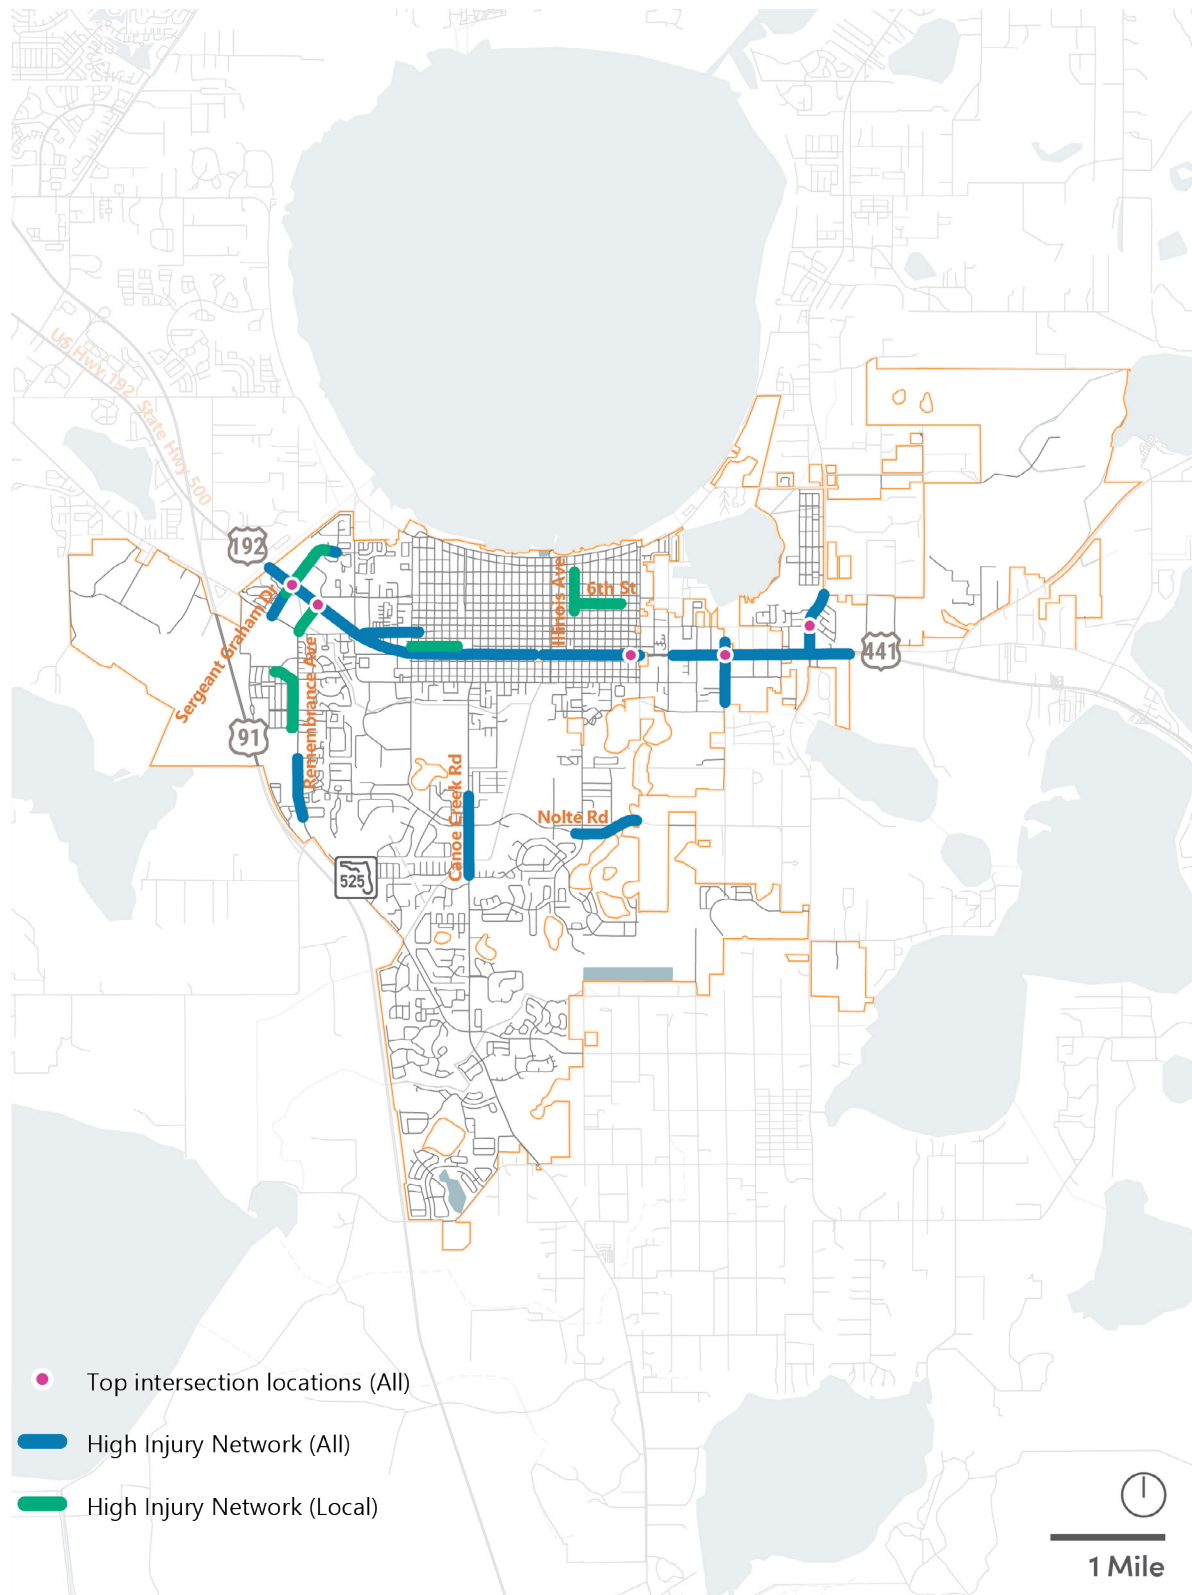 US Hwy 192 State Hwy 500
192
Sergeant Graham Dr
Illinois Ave
6th St
441
Remembrance Ave
91
Canoe Creek Rd
Nolte Rd
525
Top intersection locations (All)
High Injury Network (All)
High Injury Network (Local)
1 Mile